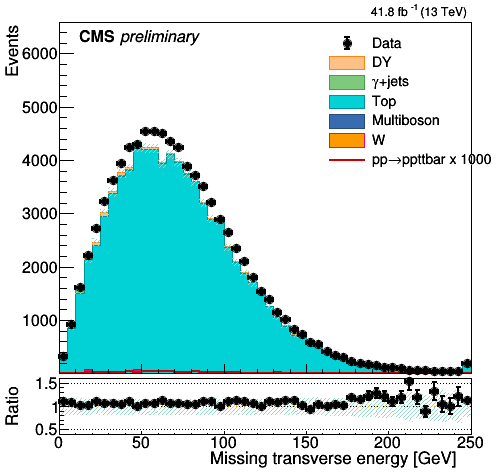 41.8 fb⁻¹ (13 TeV)
CMS preliminary
Events
6000
5000
4000
3000
2000
1000
Data
DY
γ+jets
Top
Multiboson
W
pp→ppttbar x 1000
Ratio
1.5
1
0.5
0 50 100 150 200 250
Missing transverse energy [GeV]